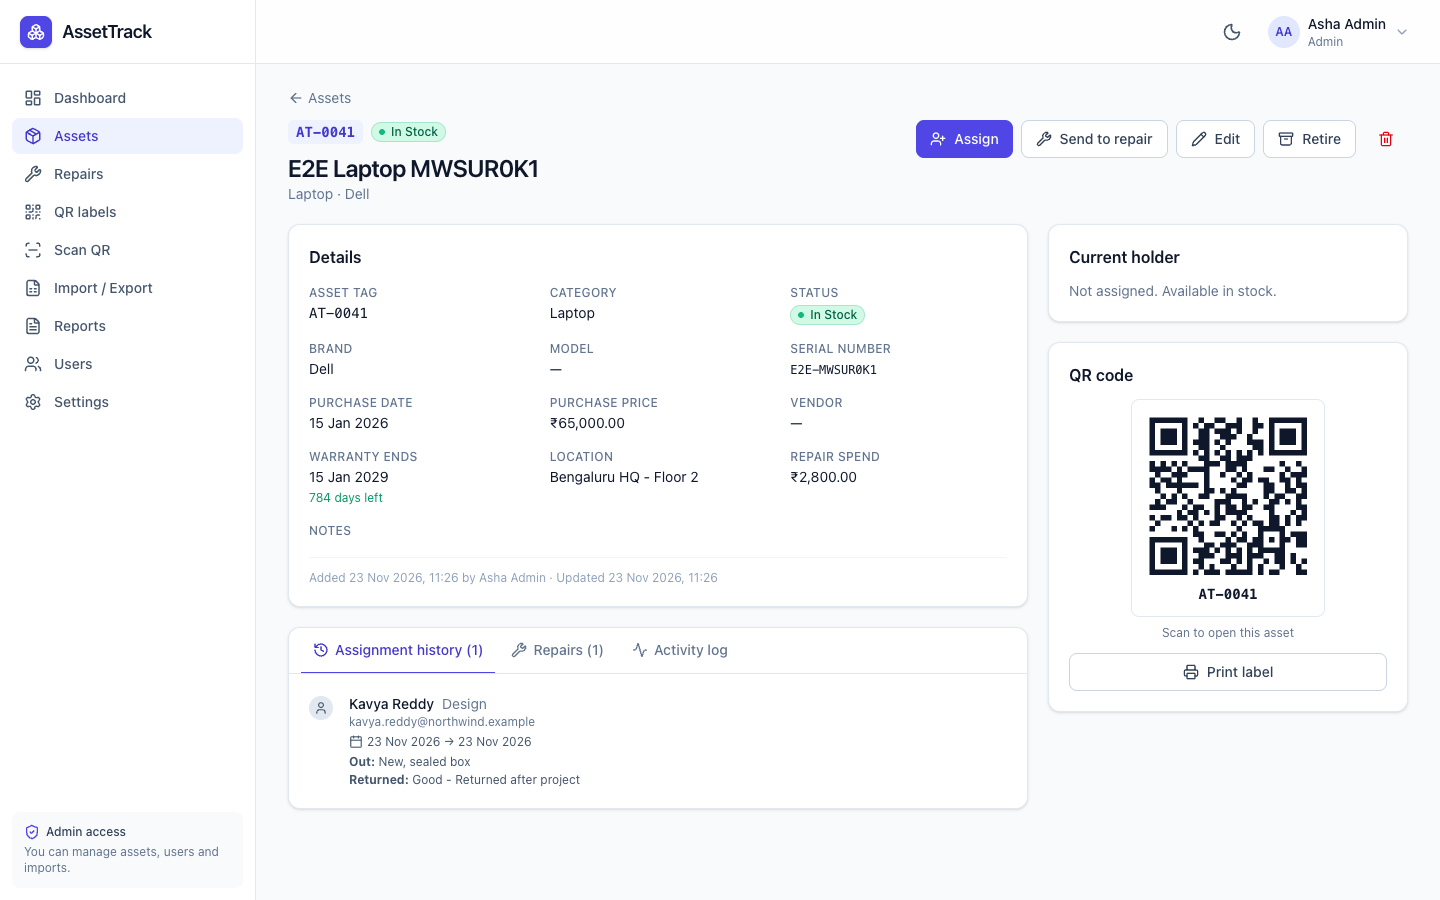 AssetTrack
Asha Admin
AA
Admin
Dashboard
Assets
Repairs
QR labels
Scan QR
Import / Export
Reports
Users
Settings
Admin access
You can manage assets, users and
imports.
← Assets
AT-0041
In Stock
E2E Laptop MWSUR0K1
Laptop · Dell
Assign
Send to repair
Edit
Retire
Details
ASSET TAG
AT-0041
CATEGORY
Laptop
STATUS
In Stock
BRAND
Dell
MODEL
—
SERIAL NUMBER
E2E-MWSUR0K1
PURCHASE DATE
15 Jan 2026
PURCHASE PRICE
₹65,000.00
VENDOR
—
WARRANTY ENDS
15 Jan 2029
784 days left
LOCATION
Bengaluru HQ - Floor 2
REPAIR SPEND
₹2,800.00
NOTES
Added 23 Nov 2026, 11:26 by Asha Admin · Updated 23 Nov 2026, 11:26
Assignment history (1)
Repairs (1)
Activity log
Kavya Reddy Design
kavya.reddy@northwind.example
23 Nov 2026 → 23 Nov 2026
Out: New, sealed box
Returned: Good - Returned after project
Current holder
Not assigned. Available in stock.
QR code
AT-0041
Scan to open this asset
Print label